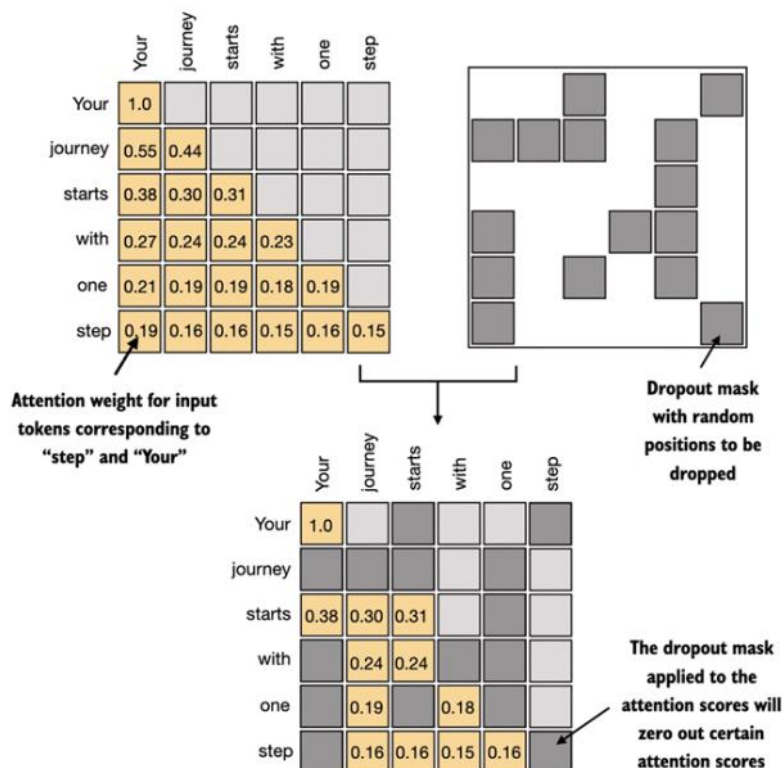 Your journey starts with one step
Your 1.0
journey 0.55 0.44
starts 0.38 0.30 0.31
with 0.27 0.24 0.24 0.23
one 0.21 0.19 0.19 0.18 0.19
step 0.19 0.16 0.16 0.15 0.16 0.15
Attention weight for input
tokens corresponding to
“step” and “Your”
Dropout mask
with random
positions to be
dropped
Your journey starts with one step
Your 1.0
journey
starts 0.38 0.30 0.31
with 0.24 0.24
one 0.19 0.18
step 0.16 0.16 0.15 0.16
The dropout mask
applied to the
attention scores will
zero out certain
attention scores